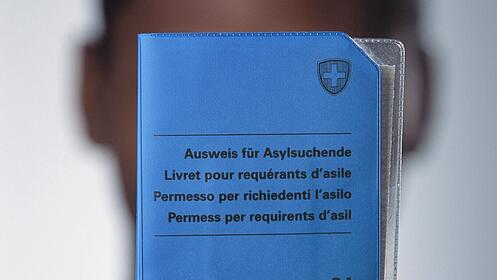 Ausweis für Asylsuchende
Livret pour requérants d'asile
Permesso per richiedenti l'asilo
Permess per requirents d'asil